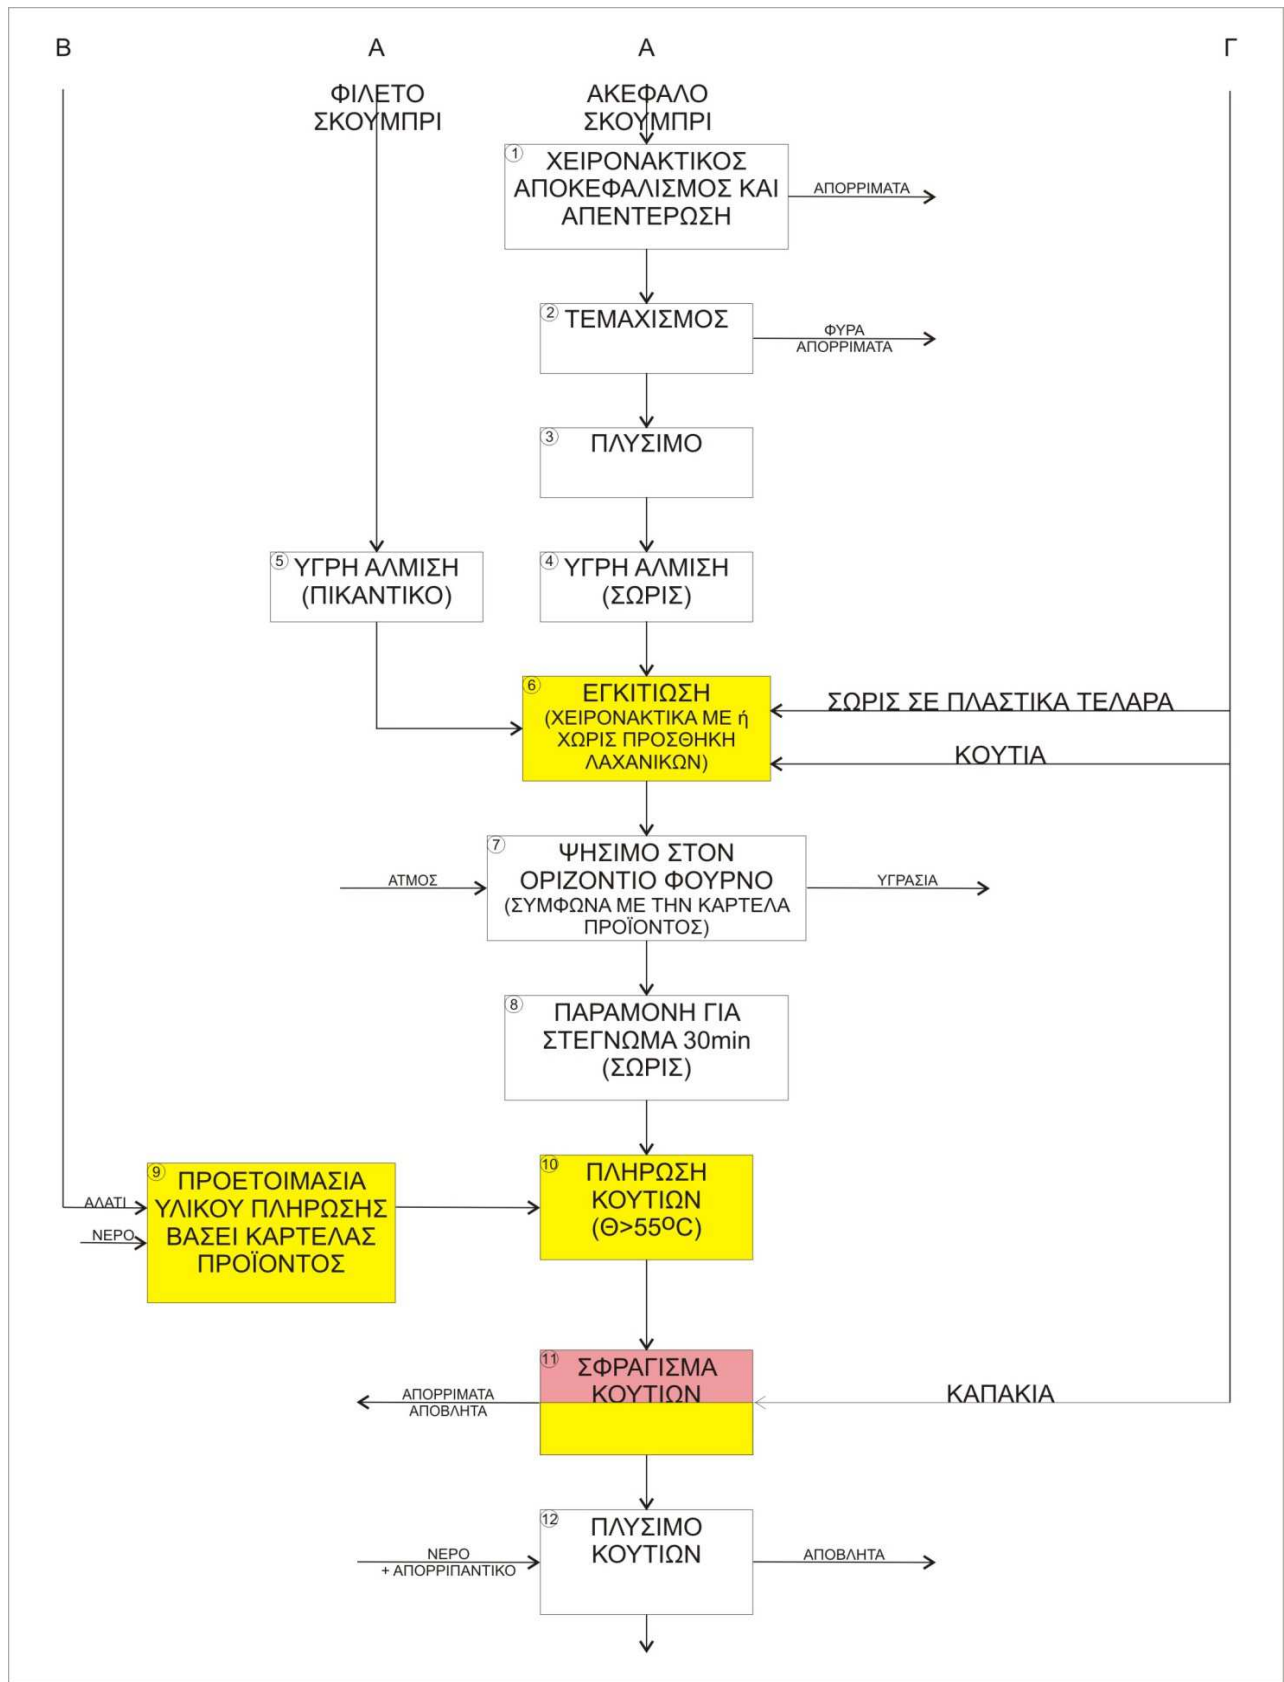 Β
Α
Α
Γ
ΦΙΛΕΤΟ
ΣΚΟΥΜΠΡΙ
ΑΚΕΦΑΛΟ
ΣΚΟΥΜΠΡΙ
1
ΧΕΙΡΟΝΑΚΤΙΚΟΣ
ΑΠΟΚΕΦΑΛΙΣΜΟΣ ΚΑΙ
ΑΠΕΝΤΕΡΩΣΗ
ΑΠΟΡΡΙΜΑΤΑ
2
ΤΕΜΑΧΙΣΜΟΣ
ΦΥΡΑ
ΑΠΟΡΡΙΜΑΤΑ
3
ΠΛΥΣΙΜΟ
5
ΥΓΡΗ ΑΛΜΙΣΗ
(ΠΙΚΑΝΤΙΚΟ)
4
ΥΓΡΗ ΑΛΜΙΣΗ
(ΣΩΡΙΣ)
6
ΕΓΚΙΤΙΩΣΗ
(ΧΕΙΡΟΝΑΚΤΙΚΑ ΜΕ ή
ΧΩΡΙΣ ΠΡΟΣΘΗΚΗ
ΛΑΧΑΝΙΚΩΝ)
ΣΩΡΙΣ ΣΕ ΠΛΑΣΤΙΚΑ ΤΕΛΑΡΑ
ΚΟΥΤΙΑ
7
ΨΗΣΙΜΟ ΣΤΟΝ
ΟΡΙΖΟΝΤΙΟ ΦΟΥΡΝΟ
(ΣΥΜΦΩΝΑ ΜΕ ΤΗΝ ΚΑΡΤΕΛΑ
ΠΡΟΪΟΝΤΟΣ)
ΑΤΜΟΣ
ΥΓΡΑΣΙΑ
8
ΠΑΡΑΜΟΝΗ ΓΙΑ
ΣΤΕΓΝΩΜΑ 30min
(ΣΩΡΙΣ)
9
ΠΡΟΕΤΟΙΜΑΣΙΑ
ΥΛΙΚΟΥ ΠΛΗΡΩΣΗΣ
ΒΑΣΕΙ ΚΑΡΤΕΛΑΣ
ΠΡΟΪΟΝΤΟΣ
ΑΛΑΤΙ
ΝΕΡΟ
10
ΠΛΗΡΩΣΗ
ΚΟΥΤΙΩΝ
(Θ>55°C)
11
ΣΦΡΑΓΙΣΜΑ
ΚΟΥΤΙΩΝ
ΑΠΟΡΡΙΜΑΤΑ
ΑΠΟΒΛΗΤΑ
ΚΑΠΑΚΙΑ
12
ΠΛΥΣΙΜΟ
ΚΟΥΤΙΩΝ
ΝΕΡΟ
+ ΑΠΟΡΡΙΠΑΝΤΙΚΟ
ΑΠΟΒΛΗΤΑ